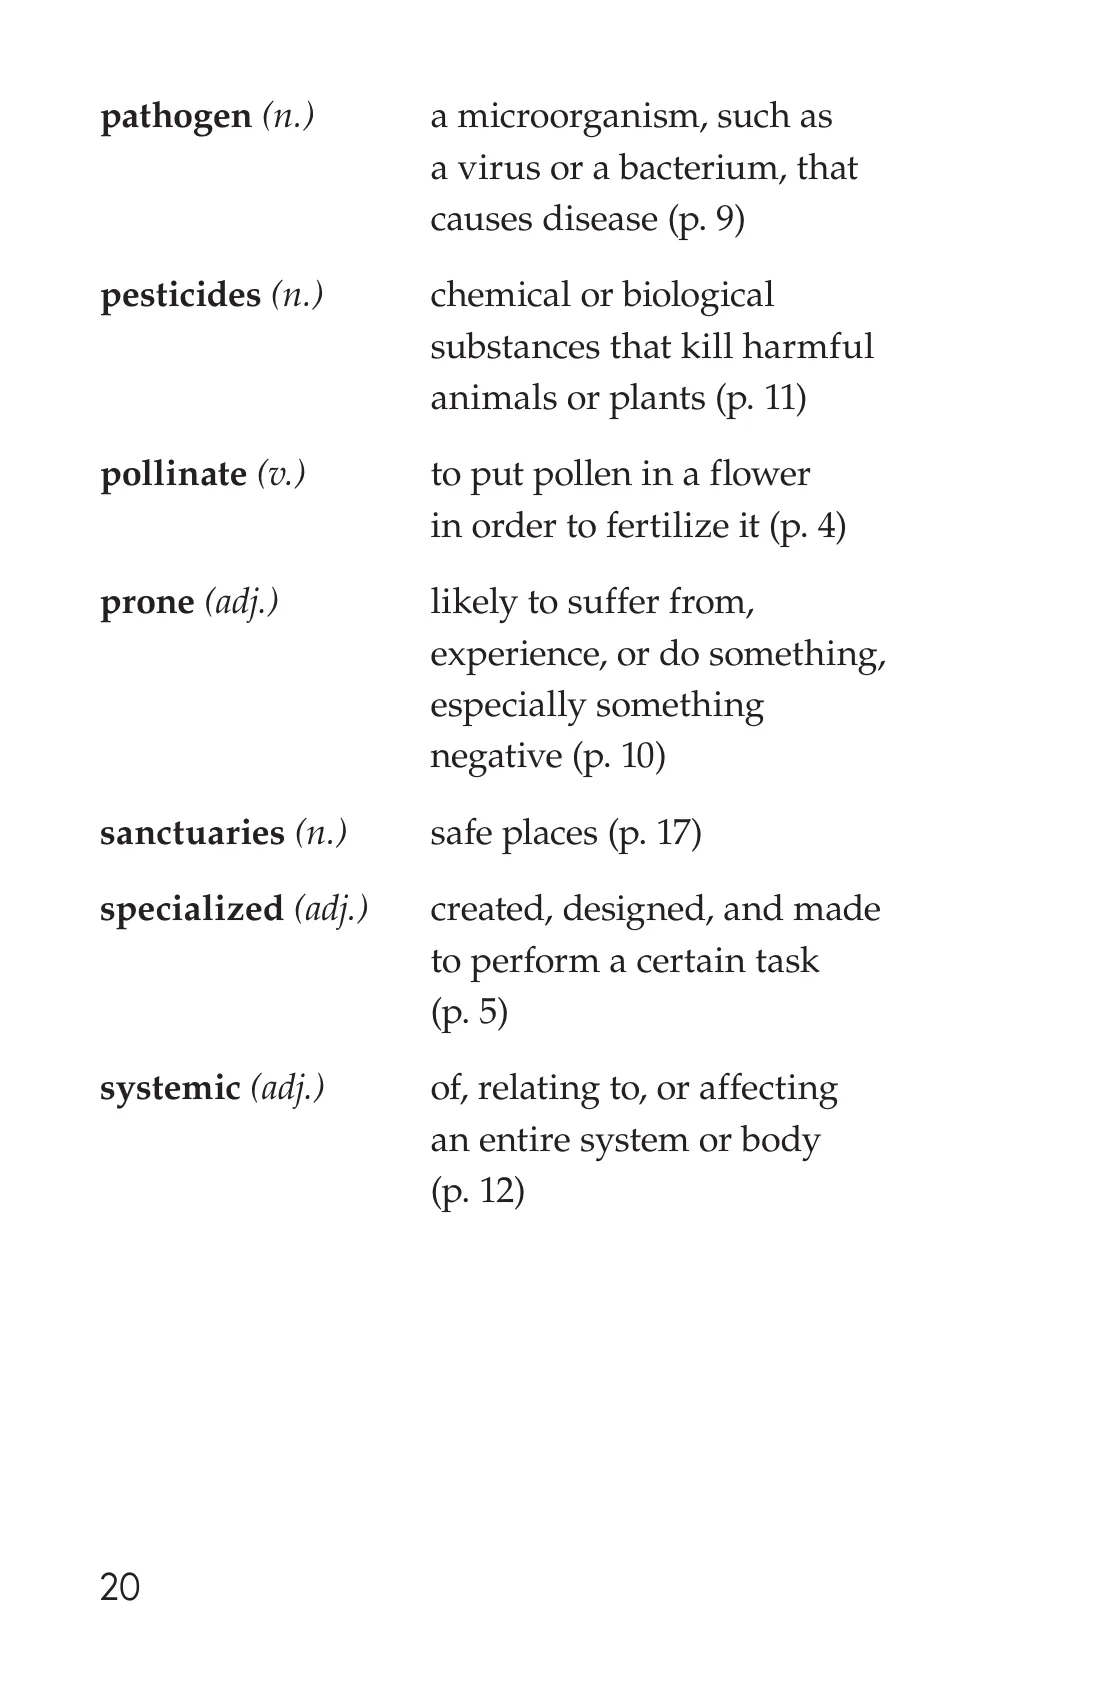 pathogen (n.) a microorganism, such as
a virus or a bacterium, that
causes disease (p. 9)
pesticides (n.) chemical or biological
substances that kill harmful
animals or plants (p. 11)
pollinate (v.) to put pollen in a flower
in order to fertilize it (p. 4)
prone (adj.) likely to suffer from,
experience, or do something,
especially something
negative (p. 10)
sanctuaries (n.) safe places (p. 17)
specialized (adj.) created, designed, and made
to perform a certain task
(p. 5)
systemic (adj.) of, relating to, or affecting
an entire system or body
(p. 12)
20